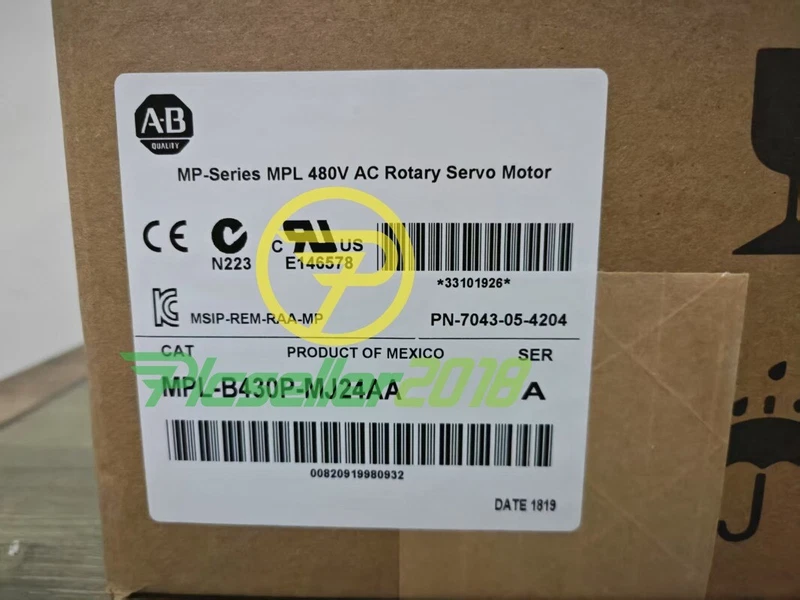 A-B
QUALITY
MP-Series MPL 480V AC Rotary Servo Motor
CE
N223
C UL US
E146578
*33101926*
MSIP-REM-RAA-MP
PN-7043-05-4204
CAT
PRODUCT OF MEXICO
SER
Plcseller2018
MPL-B430P-MJ24AA
A
00820919980932
DATE 1819